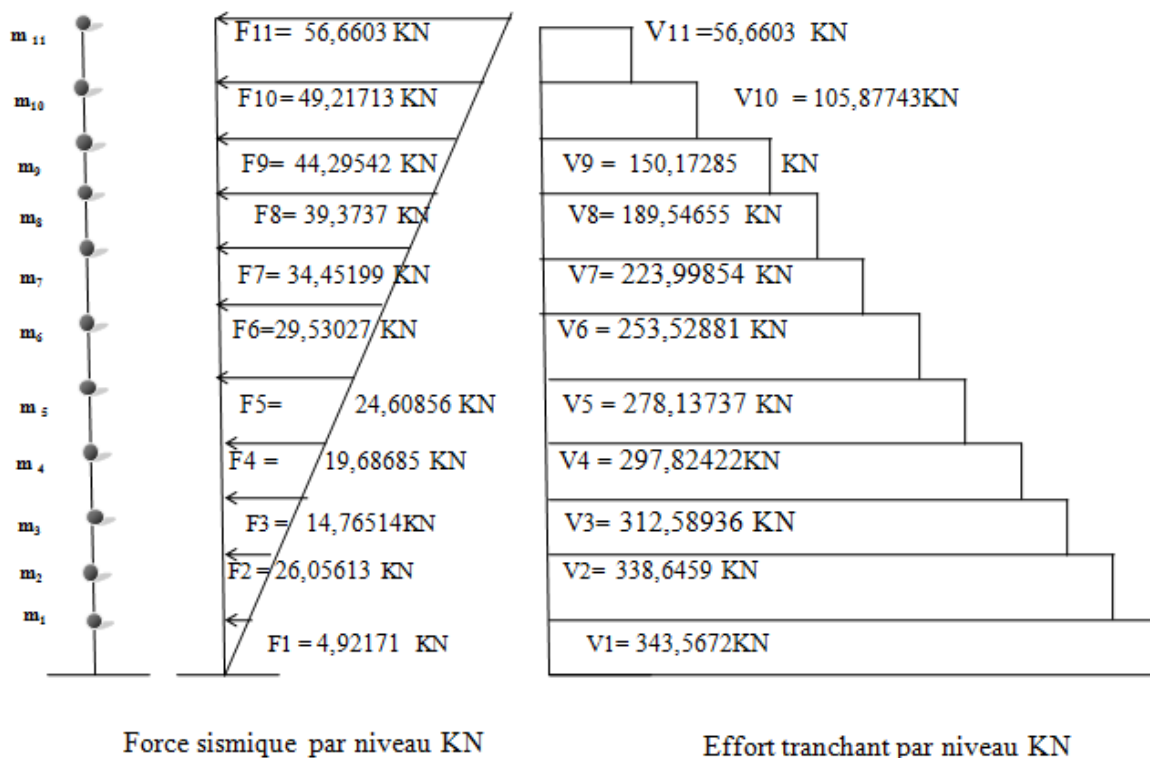 m 11
F11= 56,6603 KN
V11 =56,6603 KN
m10
F10= 49,21713 KN
V10 = 105,87743KN
m9
F9= 44,29542 KN
V9 = 150,17285 KN
m8
F8= 39,3737 KN
V8= 189,54655 KN
m7
F7= 34,45199 KN
V7= 223,99854 KN
m6
F6=29,53027 KN
V6 = 253,52881 KN
m 5
F5= 24,60856 KN
V5 = 278,13737 KN
m 4
F4 = 19,68685 KN
V4 = 297,82422KN
m3
F3 = 14,76514KN
V3= 312,58936 KN
m2
F2 = 26,05613 KN
V2= 338,6459 KN
m1
F1 = 4,92171 KN
V1= 343,5672KN
Force sismique par niveau KN
Effort tranchant par niveau KN